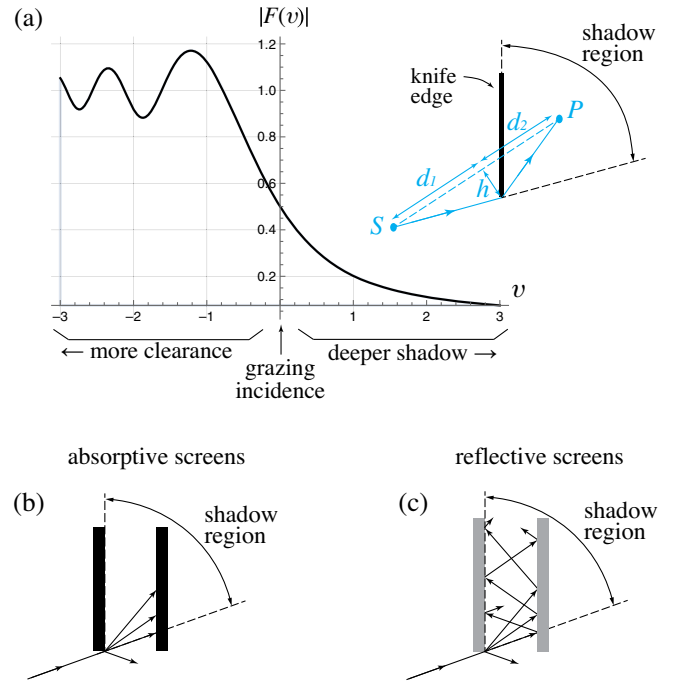 (a)
|F(v)|
1.2
1.0
0.8
0.6
0.4
0.2
−3
−2
−1
0
1
2
3
v
← more clearance
grazing
incidence
deeper shadow →
shadow
region
knife
edge
P
d2
d1
h
S
absorptive screens
(b)
shadow
region
reflective screens
(c)
shadow
region